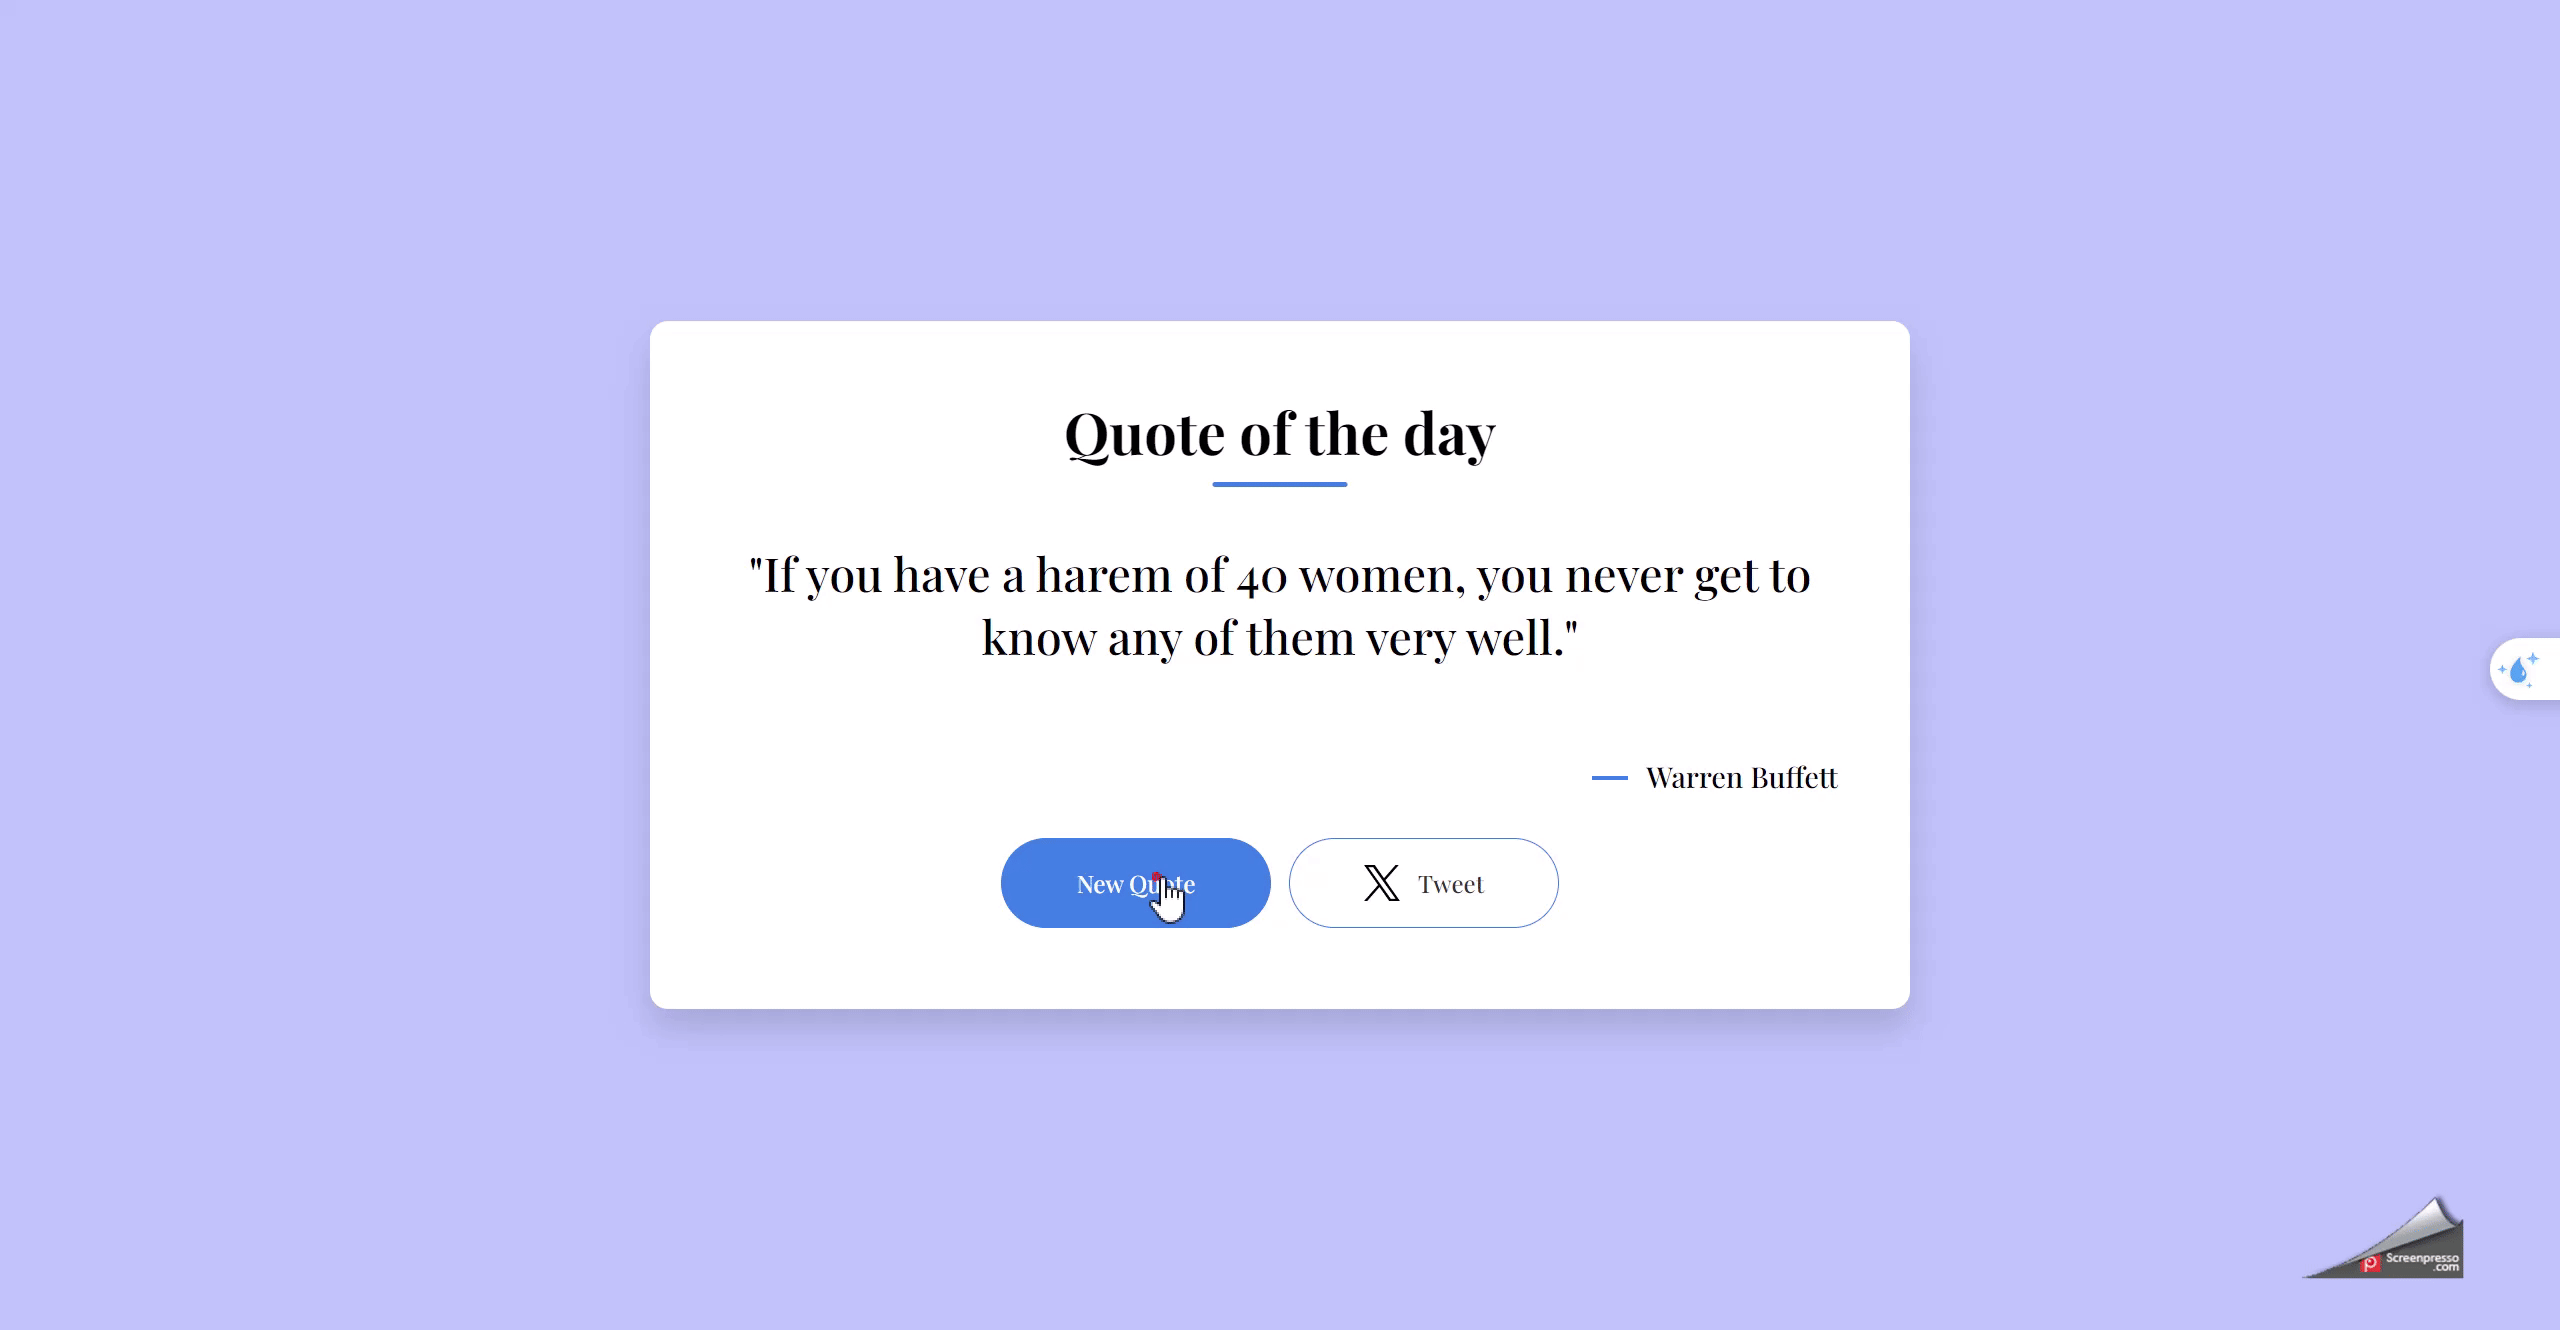 Quote of the day
"If you have a harem of 40 women, you never get to
know any of them very well."
Warren Buffett
New Quote
Tweet
Screenpresso
.com